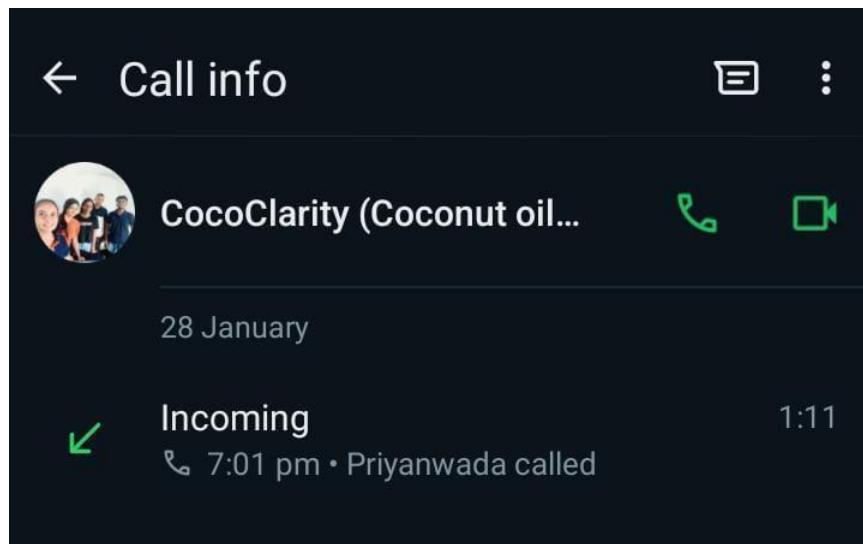 Call info
CocoClarity (Coconut oil...
28 January
Incoming 1:11
7:01 pm • Priyanwada called